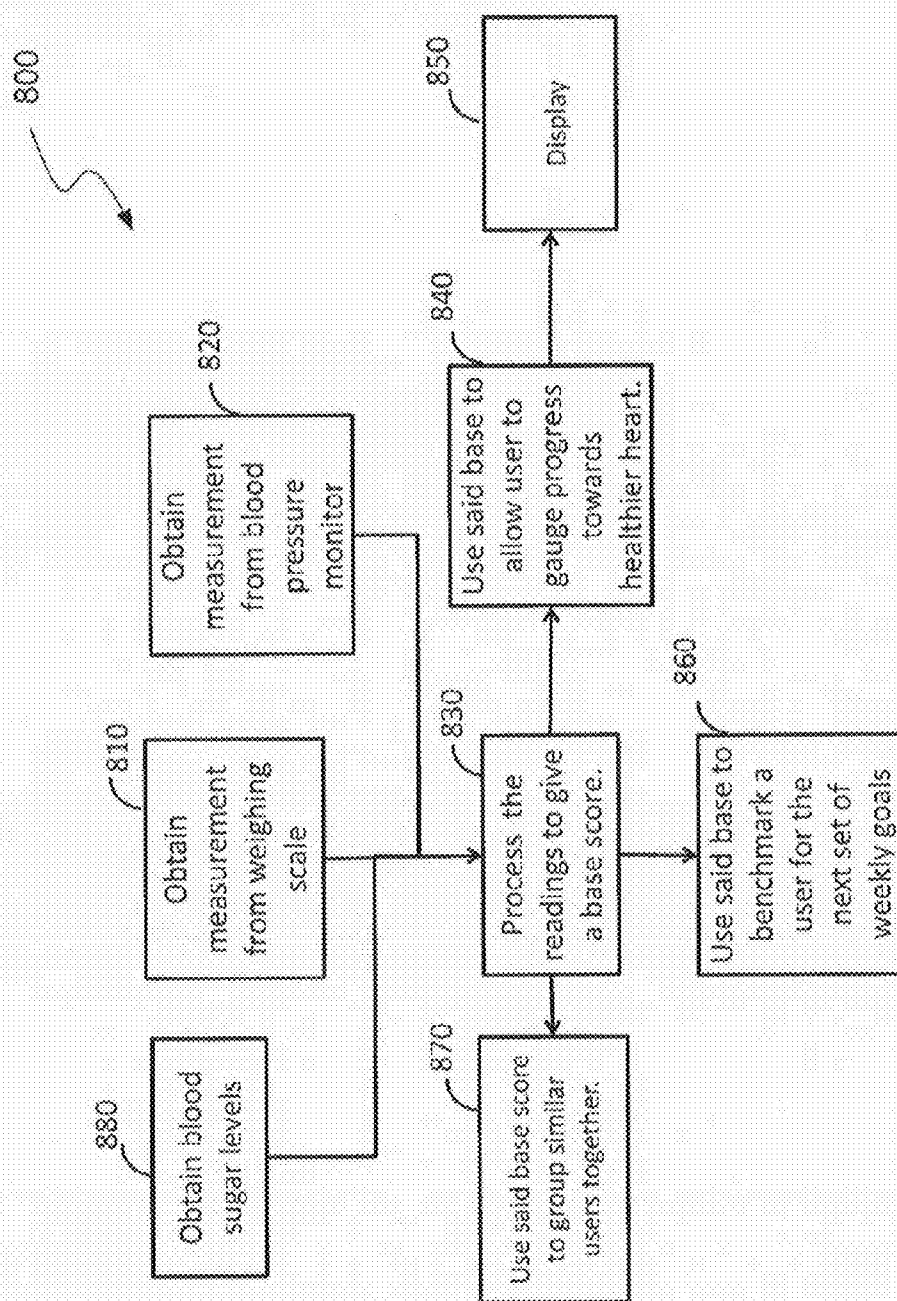 800
880
Obtain blood
sugar levels
810
Obtain
measurement
from weighing
scale
820
Obtain
measurement
from blood
pressure
monitor
870
Use said base score
to group similar
users together.
830
Process the
readings to give
a base score.
840
Use said base to
allow user to
gauge progress
towards
healthier heart.
850
Display
860
Use said base to
benchmark a
user for the
next set of
weekly goals